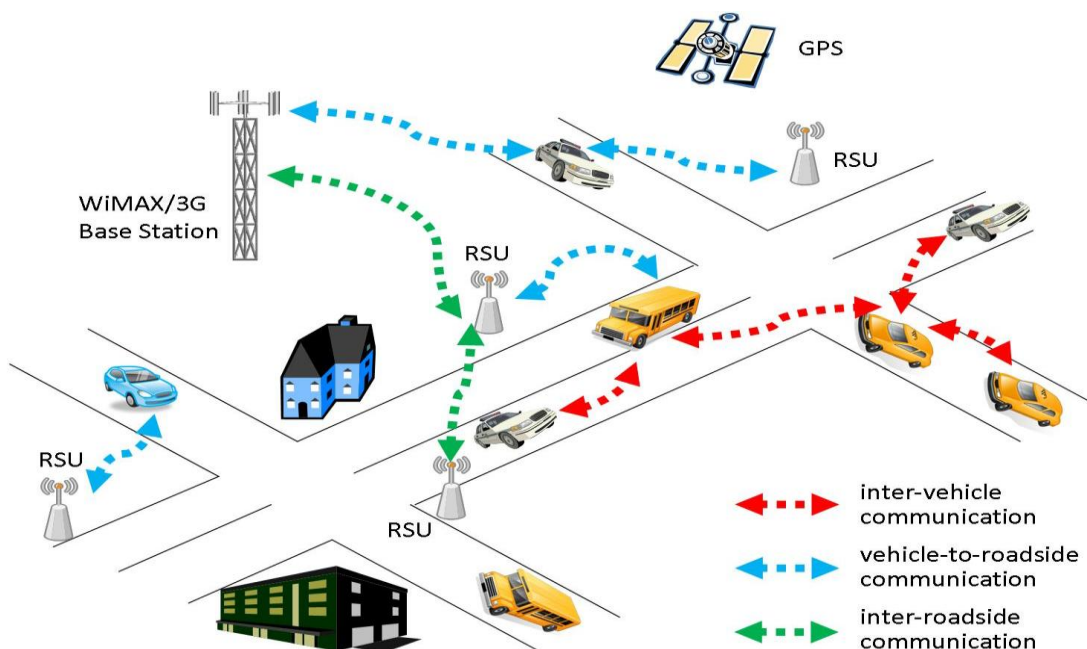 GPS
RSU
WiMAX/3G
Base Station
RSU
RSU
RSU
inter-vehicle
communication
vehicle-to-roadside
communication
inter-roadside
communication